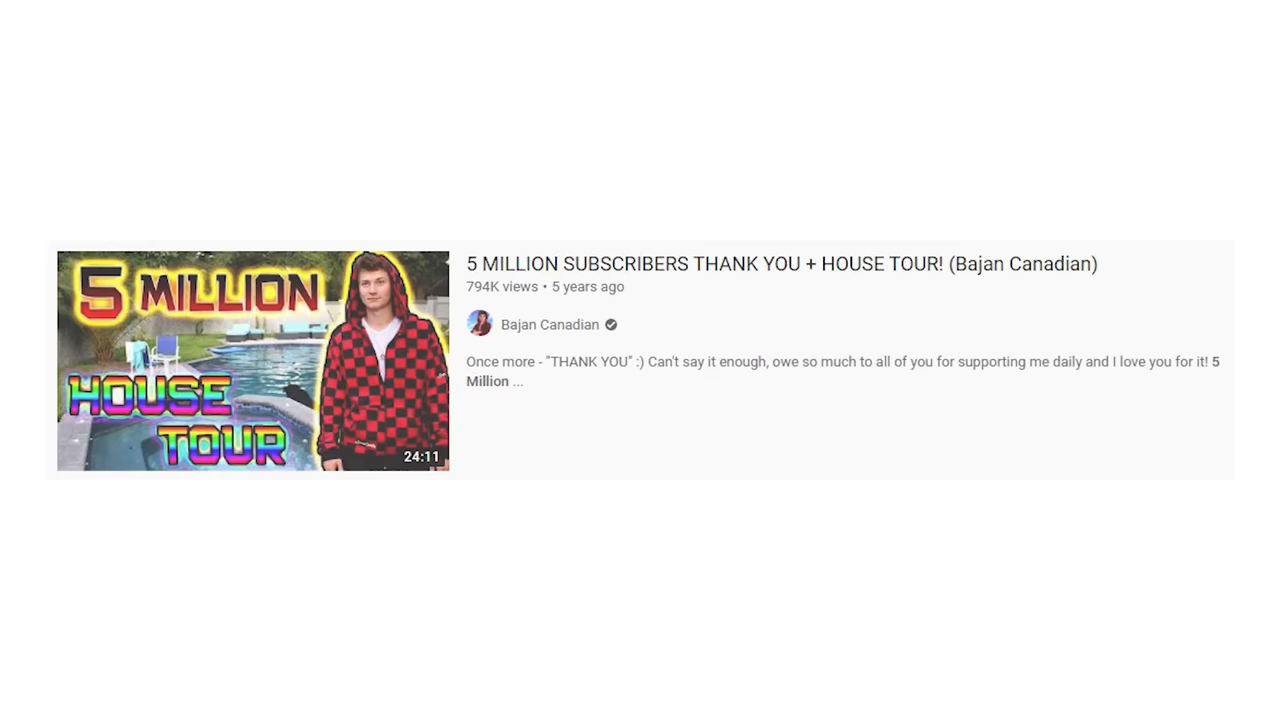 5 MILLION
HOUSE
TOUR
24:11
5 MILLION SUBSCRIBERS THANK YOU + HOUSE TOUR! (Bajan Canadian)
794K views • 5 years ago
Bajan Canadian
Once more - "THANK YOU" :) Can't say it enough, owe so much to all of you for supporting me daily and I love you for it! 5
Million ...